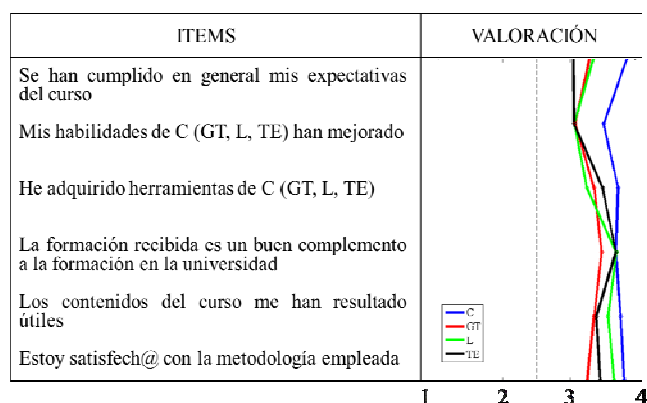 ITEMS VALORACIÓN
Se han cumplido en general mis expectativas
del curso
Mis habilidades de C (GT, L, TE) han mejorado
He adquirido herramientas de C (GT, L, TE)
La formación recibida es un buen complemento
a la formación en la universidad
Los contenidos del curso me han resultado
útiles
Estoy satisfech@ con la metodología empleada
C
GT
L
TE
1 2 3 4